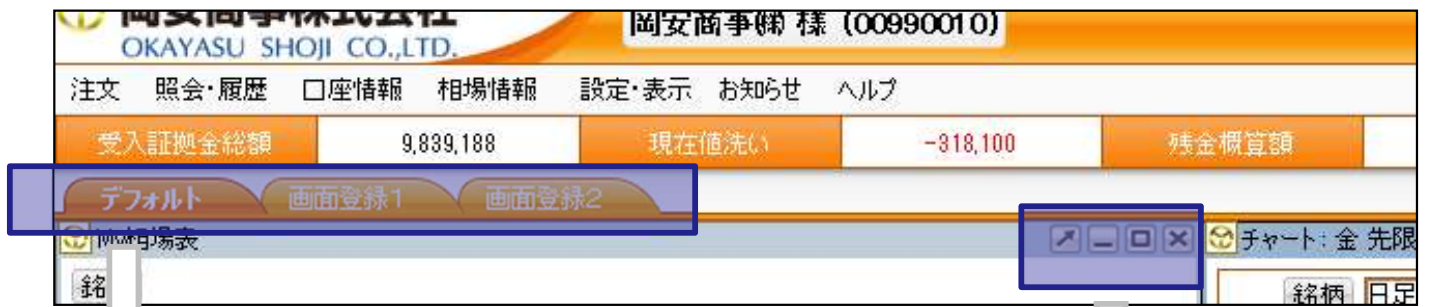 岡安商事株式会社
OKAYASU SHOJI CO.,LTD.
岡安商事㈱ 様 (00990010)
注文 照会・履歴 口座情報 相場情報 設定・表示 お知らせ ヘルプ
受入証拠金総額 9,839,188 現在値洗い -318,100 残金概算額
デフォルト 画面登録1 画面登録2
相場表 チャート: 金 先限
銘柄 日足